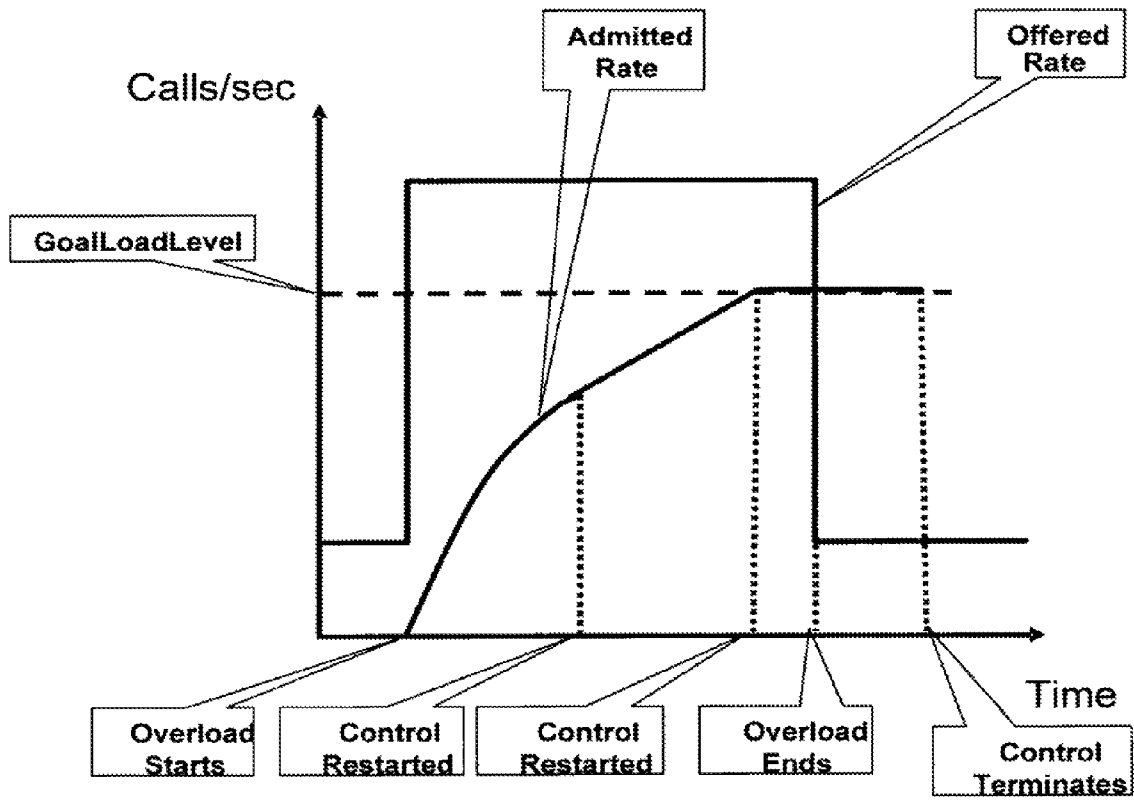 Admitted
Rate
Offered
Rate
Calls/sec
GoalLoadLevel
Time
Overload
Starts
Control
Restarted
Control
Restarted
Overload
Ends
Control
Terminates